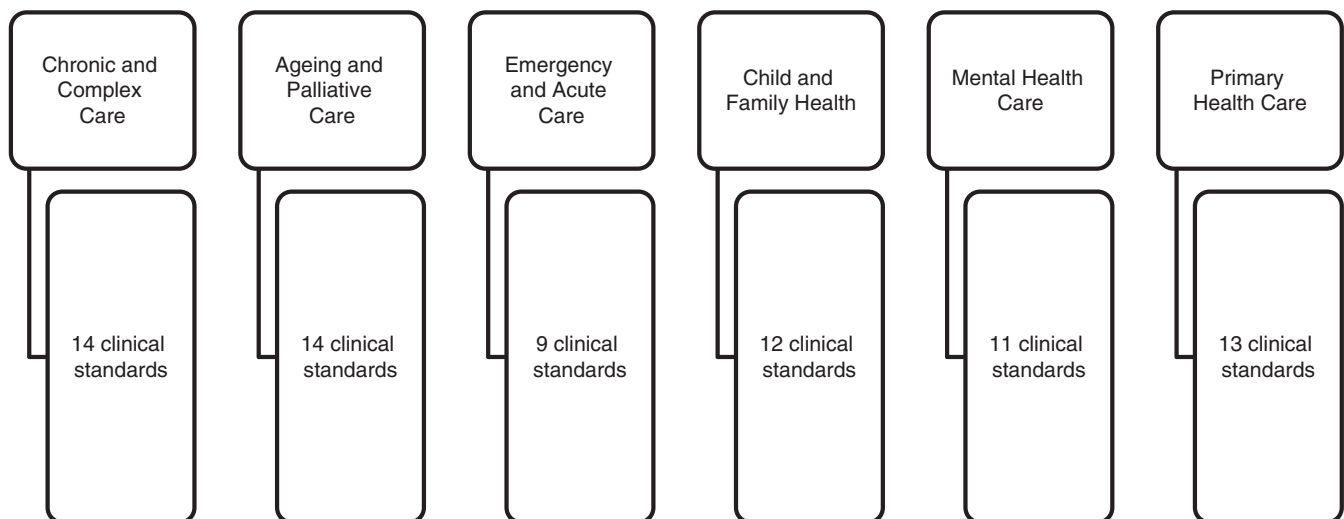 Chronic and
Complex
Care
Ageing and
Palliative
Care
Emergency
and Acute
Care
Child and
Family Health
Mental Health
Care
Primary
Health Care
14 clinical
standards
14 clinical
standards
9 clinical
standards
12 clinical
standards
11 clinical
standards
13 clinical
standards